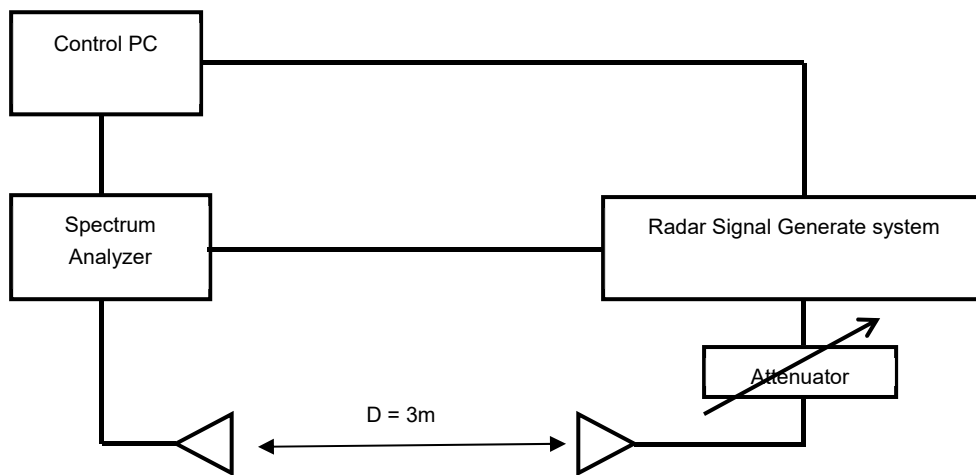 Control PC
Spectrum
Analyzer
Radar Signal Generate system
Attenuator
D = 3m